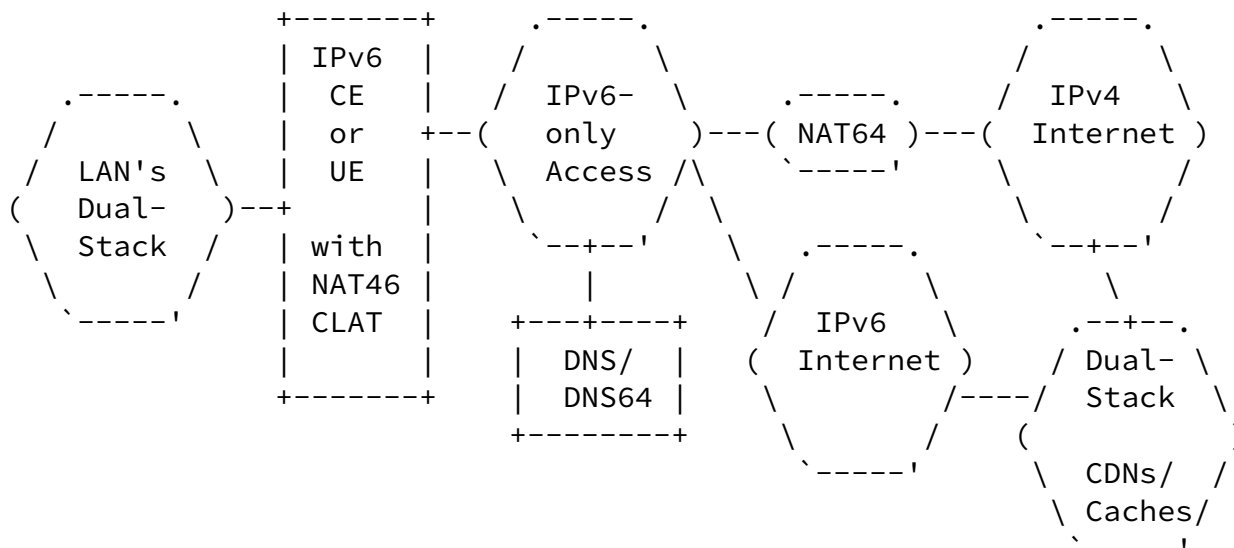 LAN's
Dual-
Stack
IPv6
CE
or
UE
with
NAT46
CLAT
IPv6-
only
Access
DNS/
DNS64
NAT64
IPv4
Internet
IPv6
Internet
Dual-
Stack
CDNs/
Caches